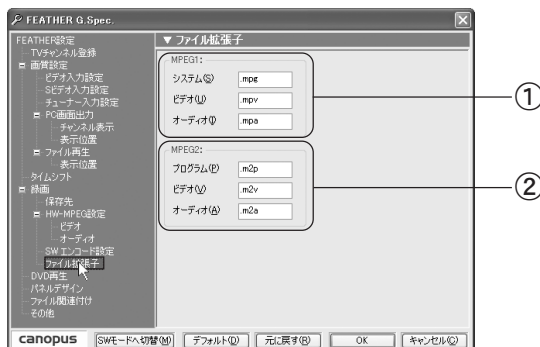 FEATHER G.Spec.
FEATHER設定
TVチャンネル登録
画質設定
ビデオ入力設定
Sビデオ入力設定
チューナー入力設定
PC画面出力
チャンネル表示
表示位置
ファイル再生
表示位置
タイムシフト
録画
保存先
HW-MPEG設定
ビデオ
オーディオ
SWエンコード設定
ファイル拡張子
DVD再生
パネルデザイン
ファイル関連付け
その他
▼ ファイル拡張子
MPEG1:
システム(S) .mpg
ビデオ(U) .mpv
オーディオ(I) .mpa
①
MPEG2:
プログラム(P) .m2p
ビデオ(V) .m2v
オーディオ(A) .m2a
②
canopus SWモードへ切替(M) デフォルト(D) 元に戻す(R) OK キャンセル(C)